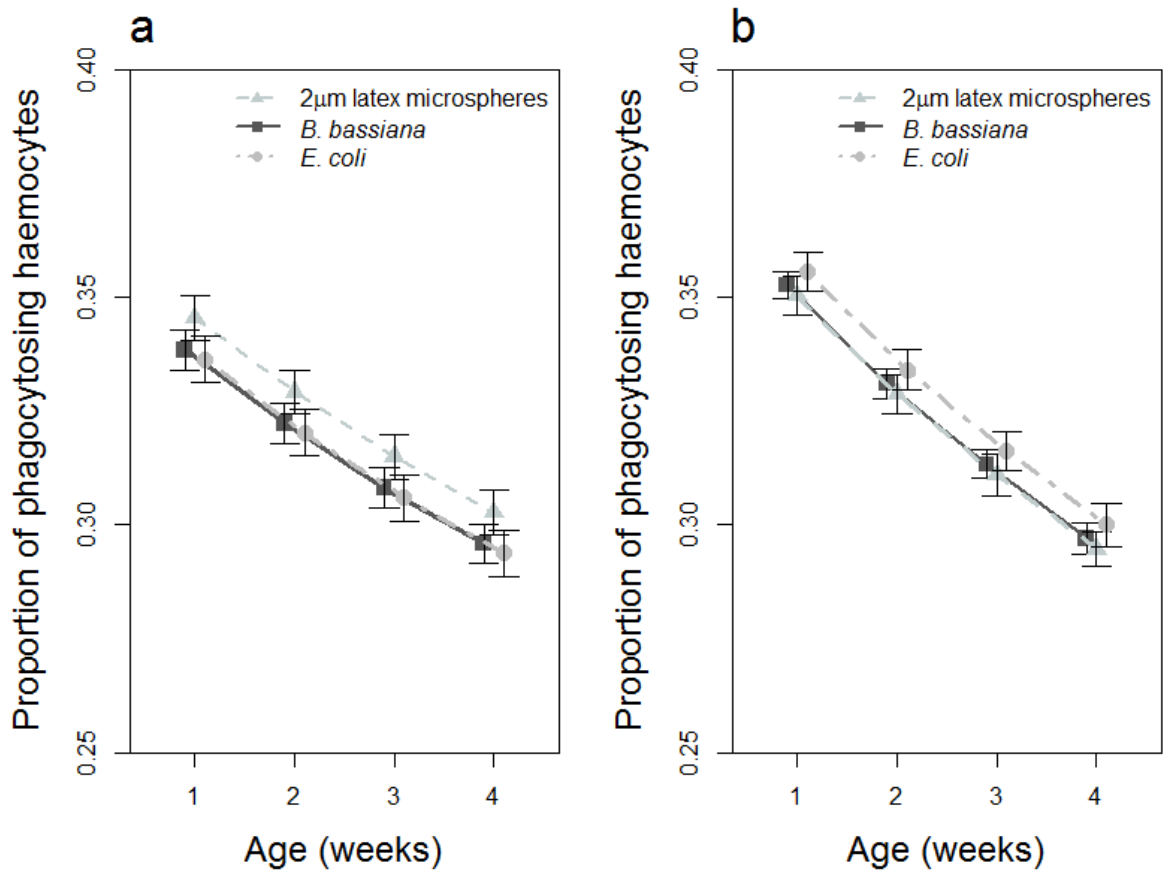 a
Proportion of phagocytosing haemocytes
0.40
0.35
0.30
0.25
2μm latex microspheres
B. bassiana
E. coli
1 2 3 4
Age (weeks)
b
Proportion of phagocytosing haemocytes
0.40
0.35
0.30
0.25
2μm latex microspheres
B. bassiana
E. coli
1 2 3 4
Age (weeks)